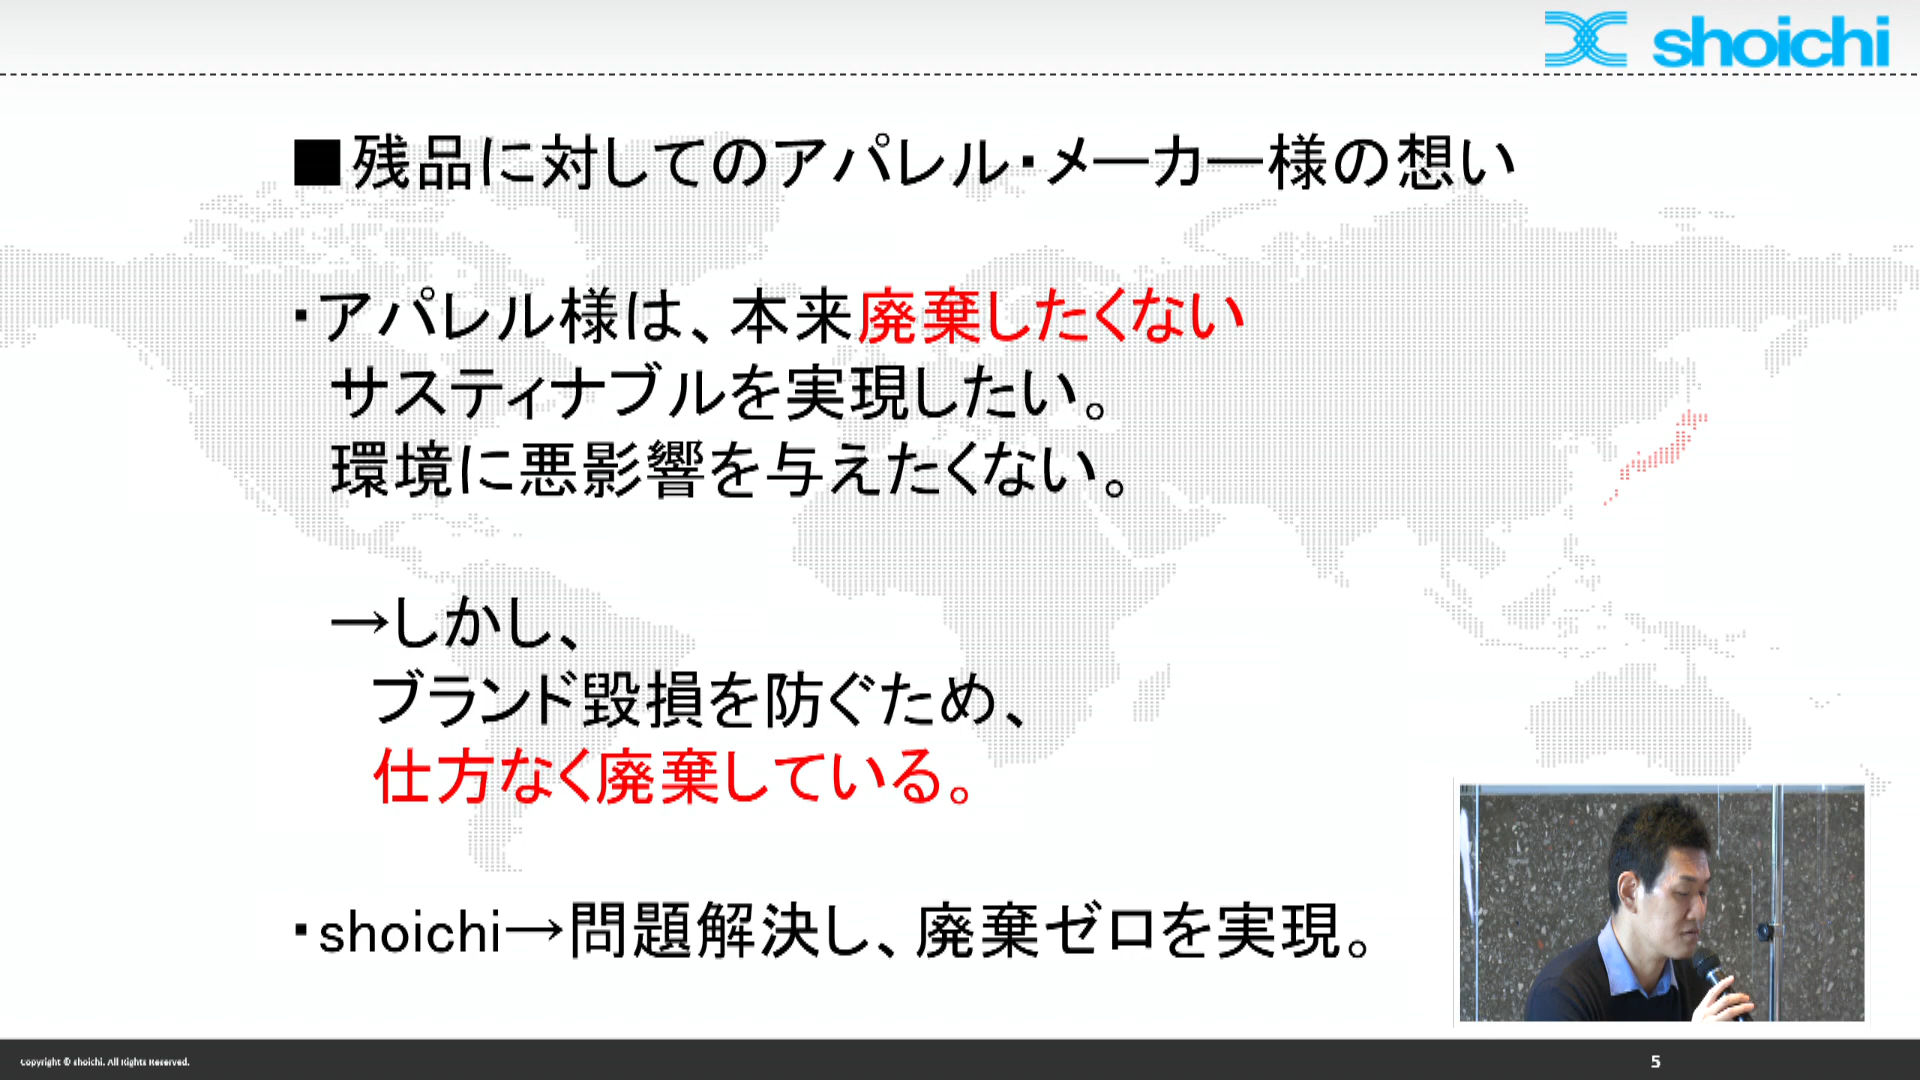 shoichi
■残品に対してのアパレル・メーカー様の想い
・アパレル様は、本来廃棄したくない
サスティナブルを実現したい。
環境に悪影響を与えたくない。
→しかし、
ブランド毀損を防ぐため、
仕方なく廃棄している。
・shoichi→問題解決し、廃棄ゼロを実現。
Copyright © shoichi. All Rights Reserved.
5